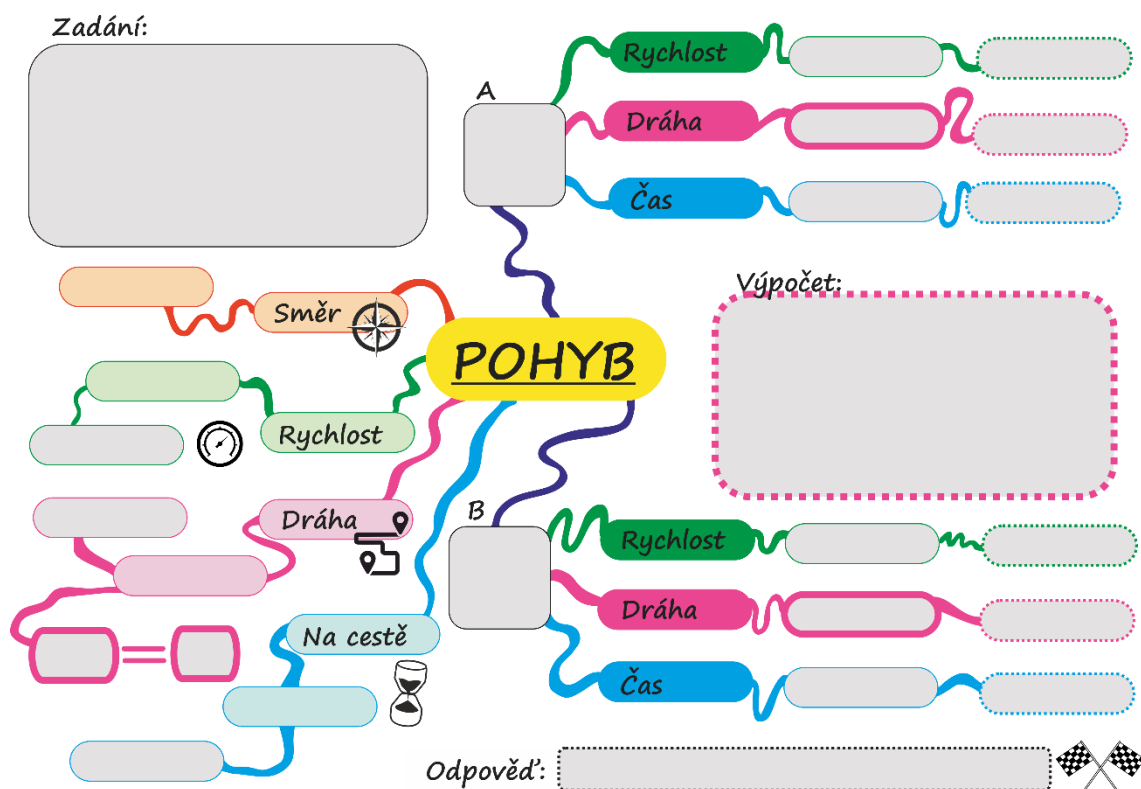 Zadání:
A
Rychlost
Dráha
Čas
Směr
POHYB
Výpočet:
Rychlost
Dráha
Na cestě
B
Rychlost
Dráha
Čas
Odpověď: